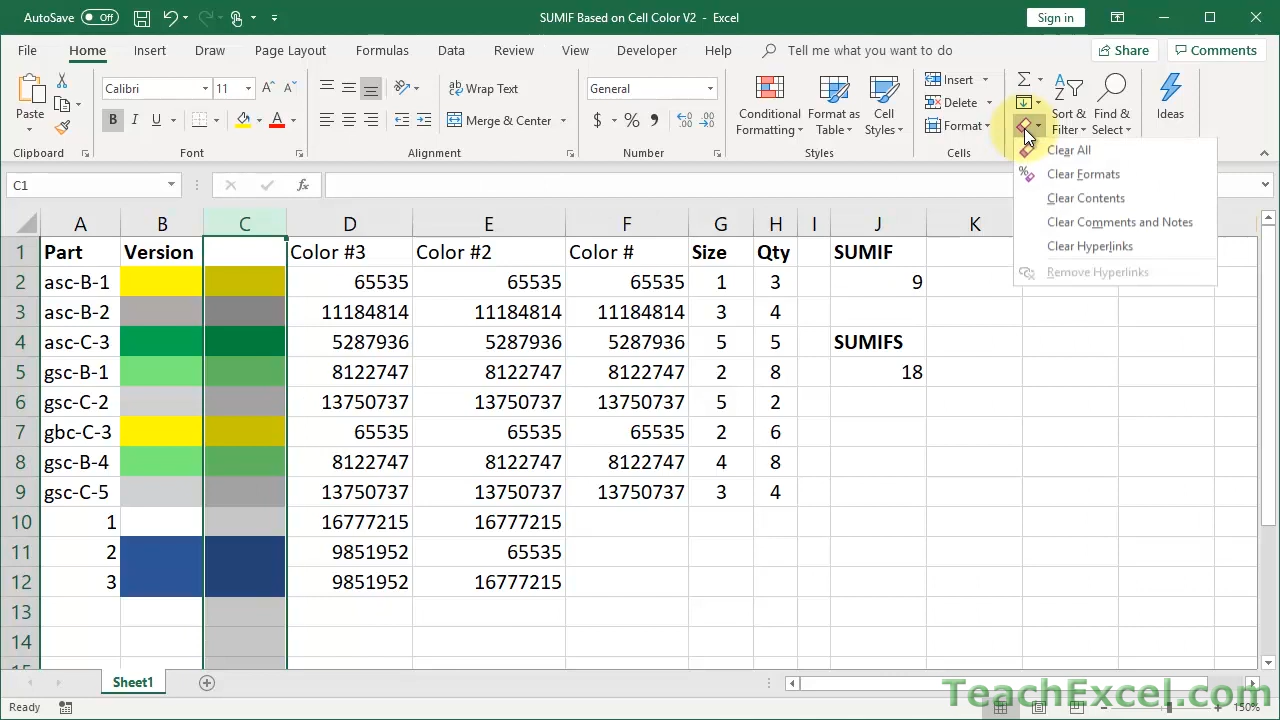 AutoSave Off SUMIF Based on Cell Color V2 - Excel Sign in
File Home Insert Draw Page Layout Formulas Data Review View Developer Help Tell me what you want to do Share Comments
Paste Calibri 11 Wrap Text General Conditional Formatting Format as Table Cell Styles Insert Sort & Filter Find & Select Ideas
B I U Merge & Center $ % 9 Delete
Format
Clipboard Font Alignment Number Styles Cells
Clear All
Clear Formats
Clear Contents
Clear Comments and Notes
Clear Hyperlinks
Remove Hyperlinks
C1 fx
A B C D E F G H I J K
1 Part Version Color #3 Color #2 Color # Size Qty SUMIF
2 asc-B-1 65535 65535 65535 1 3 9
3 asc-B-2 11184814 11184814 11184814 3 4
4 asc-C-3 5287936 5287936 5287936 5 5 SUMIFS
5 gsc-B-1 8122747 8122747 8122747 2 8 18
6 gsc-C-2 13750737 13750737 13750737 5 2
7 gbc-C-3 65535 65535 65535 2 6
8 gsc-B-4 8122747 8122747 8122747 4 8
9 gsc-C-5 13750737 13750737 13750737 3 4
10 1 16777215 16777215
11 2 9851952 65535
12 3 9851952 16777215
13
14
15
Sheet1
TeachExcel.com
Ready 150%